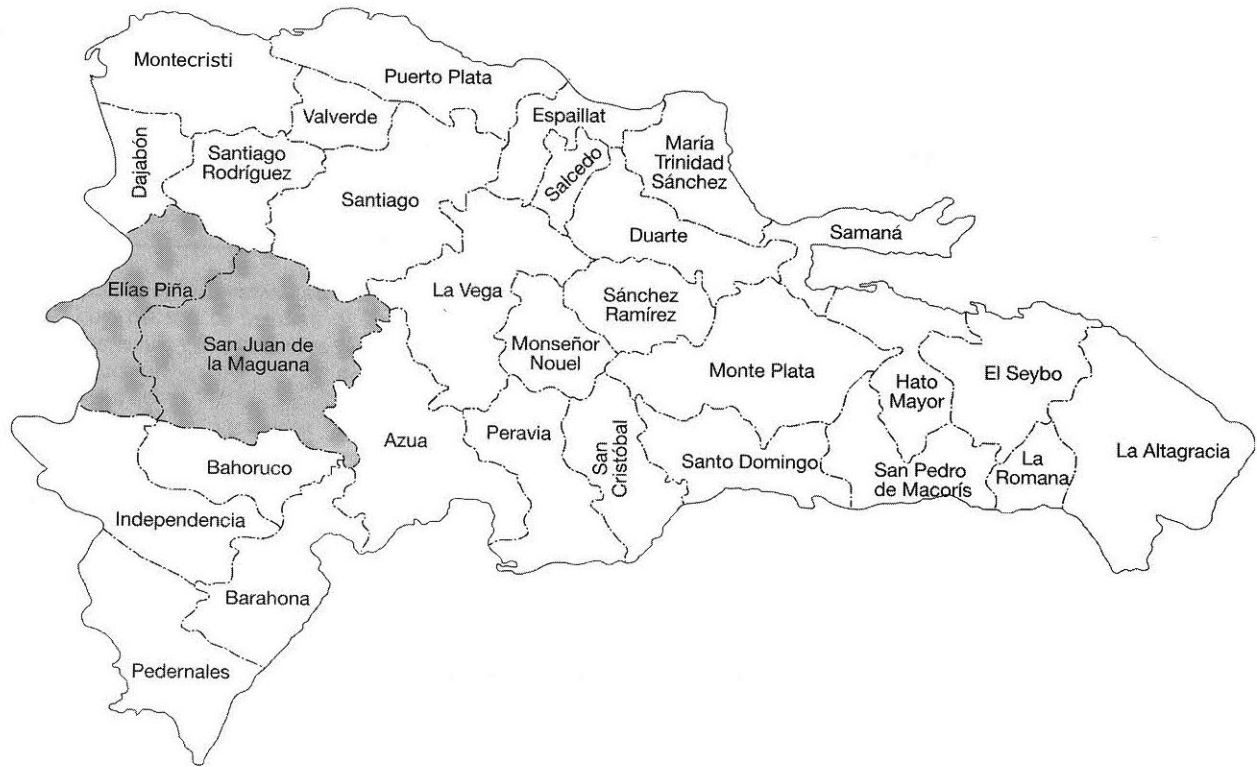 Montecristi
Puerto Plata
Valverde
Espaillat
Dajabón
Santiago
Rodríguez
Salcedo
María
Trinidad
Sánchez
Santiago
Duarte
Samaná
Elías Piña
La Vega
Sánchez
Ramírez
San Juan de
la Maguana
Monseñor
Nouel
Monte Plata
Hato
Mayor
El Seybo
Azua
Peravia
San
Cristóbal
Santo Domingo
San Pedro
de Macorís
La
Romana
La Altagracia
Bahoruco
Independencia
Barahona
Pedernales